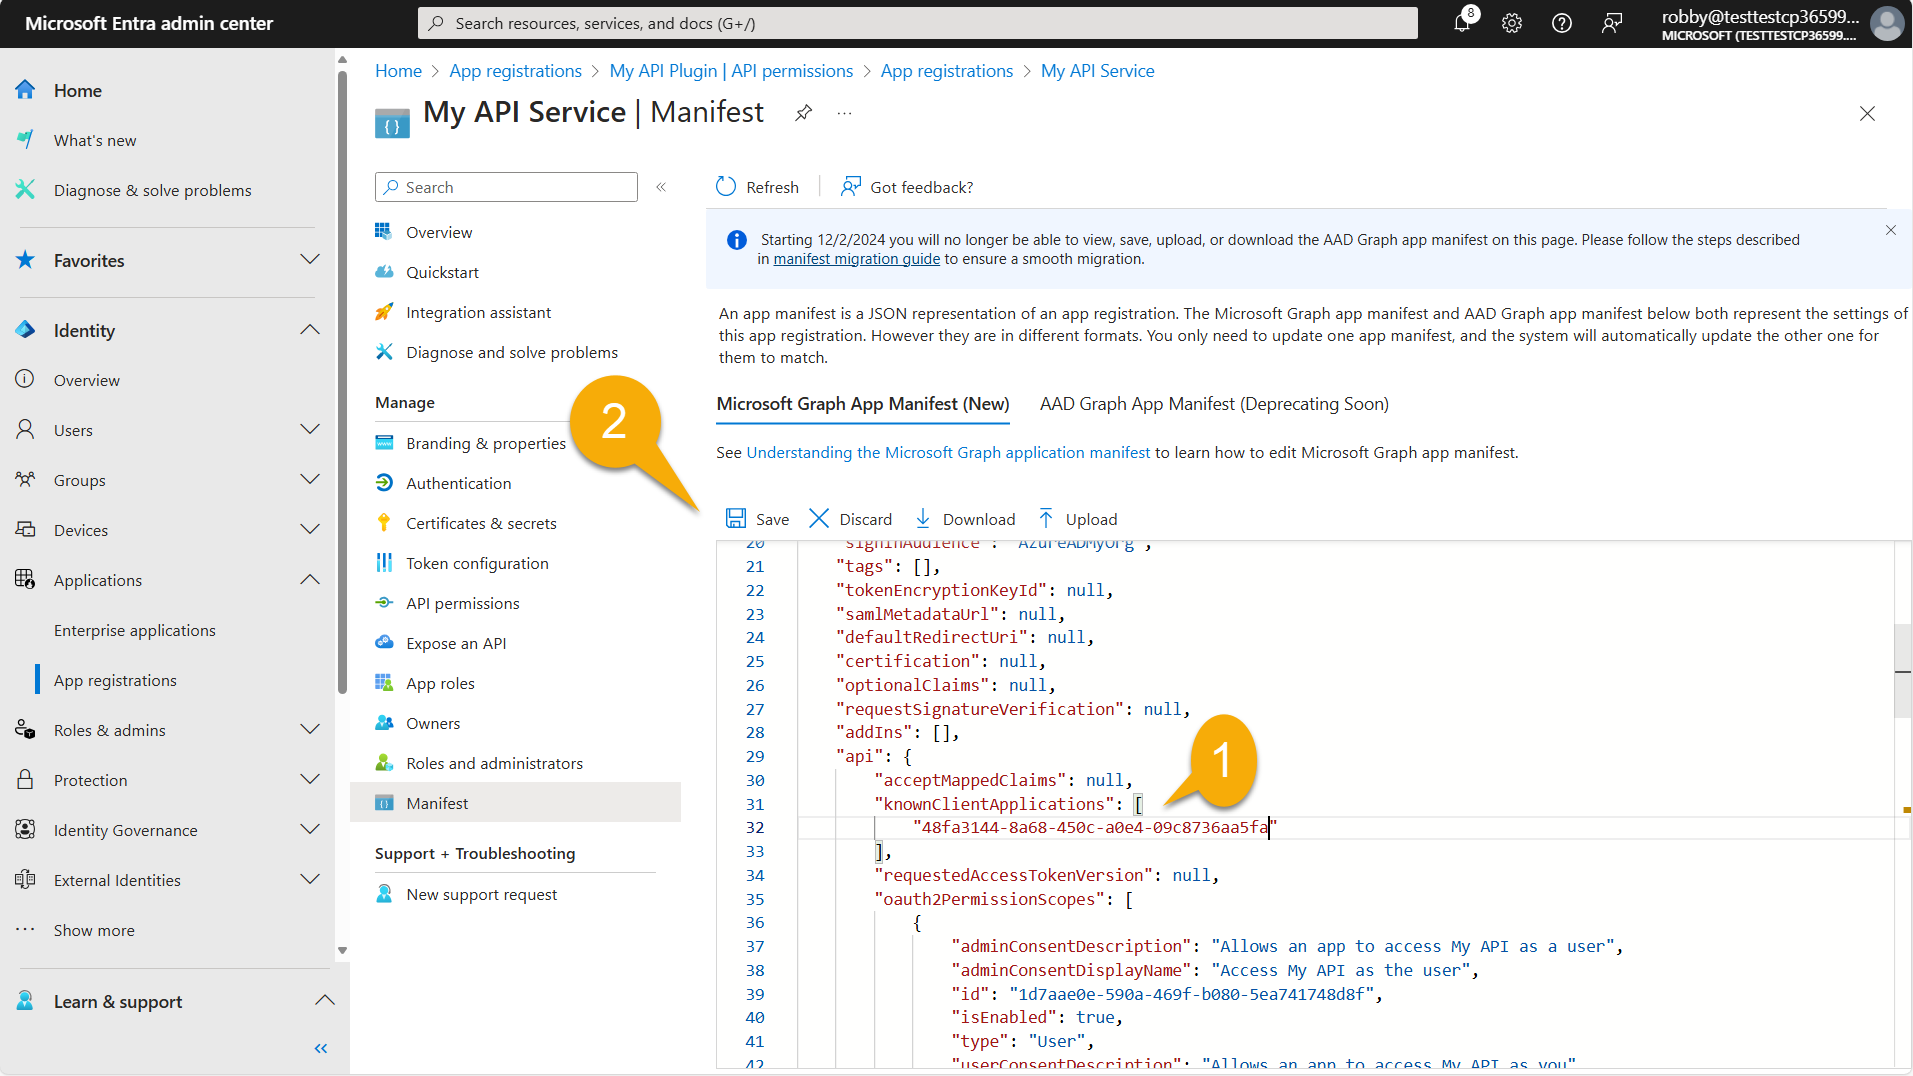 Microsoft Entra admin center
Search resources, services, and docs (G+/)
8
robby@testtestcp36599...
MICROSOFT (TESTTESTCP36599....
Home
What's new
Diagnose & solve problems
Favorites
Identity
Overview
Users
Groups
Devices
Applications
Enterprise applications
App registrations
Roles & admins
Protection
Identity Governance
External Identities
Show more
Learn & support
Home > App registrations > My API Plugin | API permissions > App registrations > My API Service
My API Service | Manifest
Search
Overview
Quickstart
Integration assistant
Diagnose and solve problems
Manage
Branding & properties
Authentication
Certificates & secrets
Token configuration
API permissions
Expose an API
App roles
Owners
Roles and administrators
Manifest
Support + Troubleshooting
New support request
Refresh
Got feedback?
Starting 12/2/2024 you will no longer be able to view, save, upload, or download the AAD Graph app manifest on this page. Please follow the steps described
in manifest migration guide to ensure a smooth migration.
An app manifest is a JSON representation of an app registration. The Microsoft Graph app manifest and AAD Graph app manifest below both represent the settings of
this app registration. However they are in different formats. You only need to update one app manifest, and the system will automatically update the other one for
them to match.
Microsoft Graph App Manifest (New)
AAD Graph App Manifest (Deprecating Soon)
See Understanding the Microsoft Graph application manifest to learn how to edit Microsoft Graph app manifest.
2
Save
Discard
Download
Upload
20 "signInAudience": "AzureADMyOrg",
21 "tags": [],
22 "tokenEncryptionKeyId": null,
23 "samlMetadataUrl": null,
24 "defaultRedirectUri": null,
25 "certification": null,
26 "optionalClaims": null,
27 "requestSignatureVerification": null,
28 "addIns": [],
29 "api": {
30 "acceptMappedClaims": null,
31 "knownClientApplications": [
1
32 "48fa3144-8a68-450c-a0e4-09c8736aa5fa"
33 ],
34 "requestedAccessTokenVersion": null,
35 "oauth2PermissionScopes": [
36 {
37 "adminConsentDescription": "Allows an app to access My API as a user",
38 "adminConsentDisplayName": "Access My API as the user",
39 "id": "1d7aae0e-590a-469f-b080-5ea741748d8f",
40 "isEnabled": true,
41 "type": "User",
42 "userConsentDescription": "Allows an app to access My API as you"